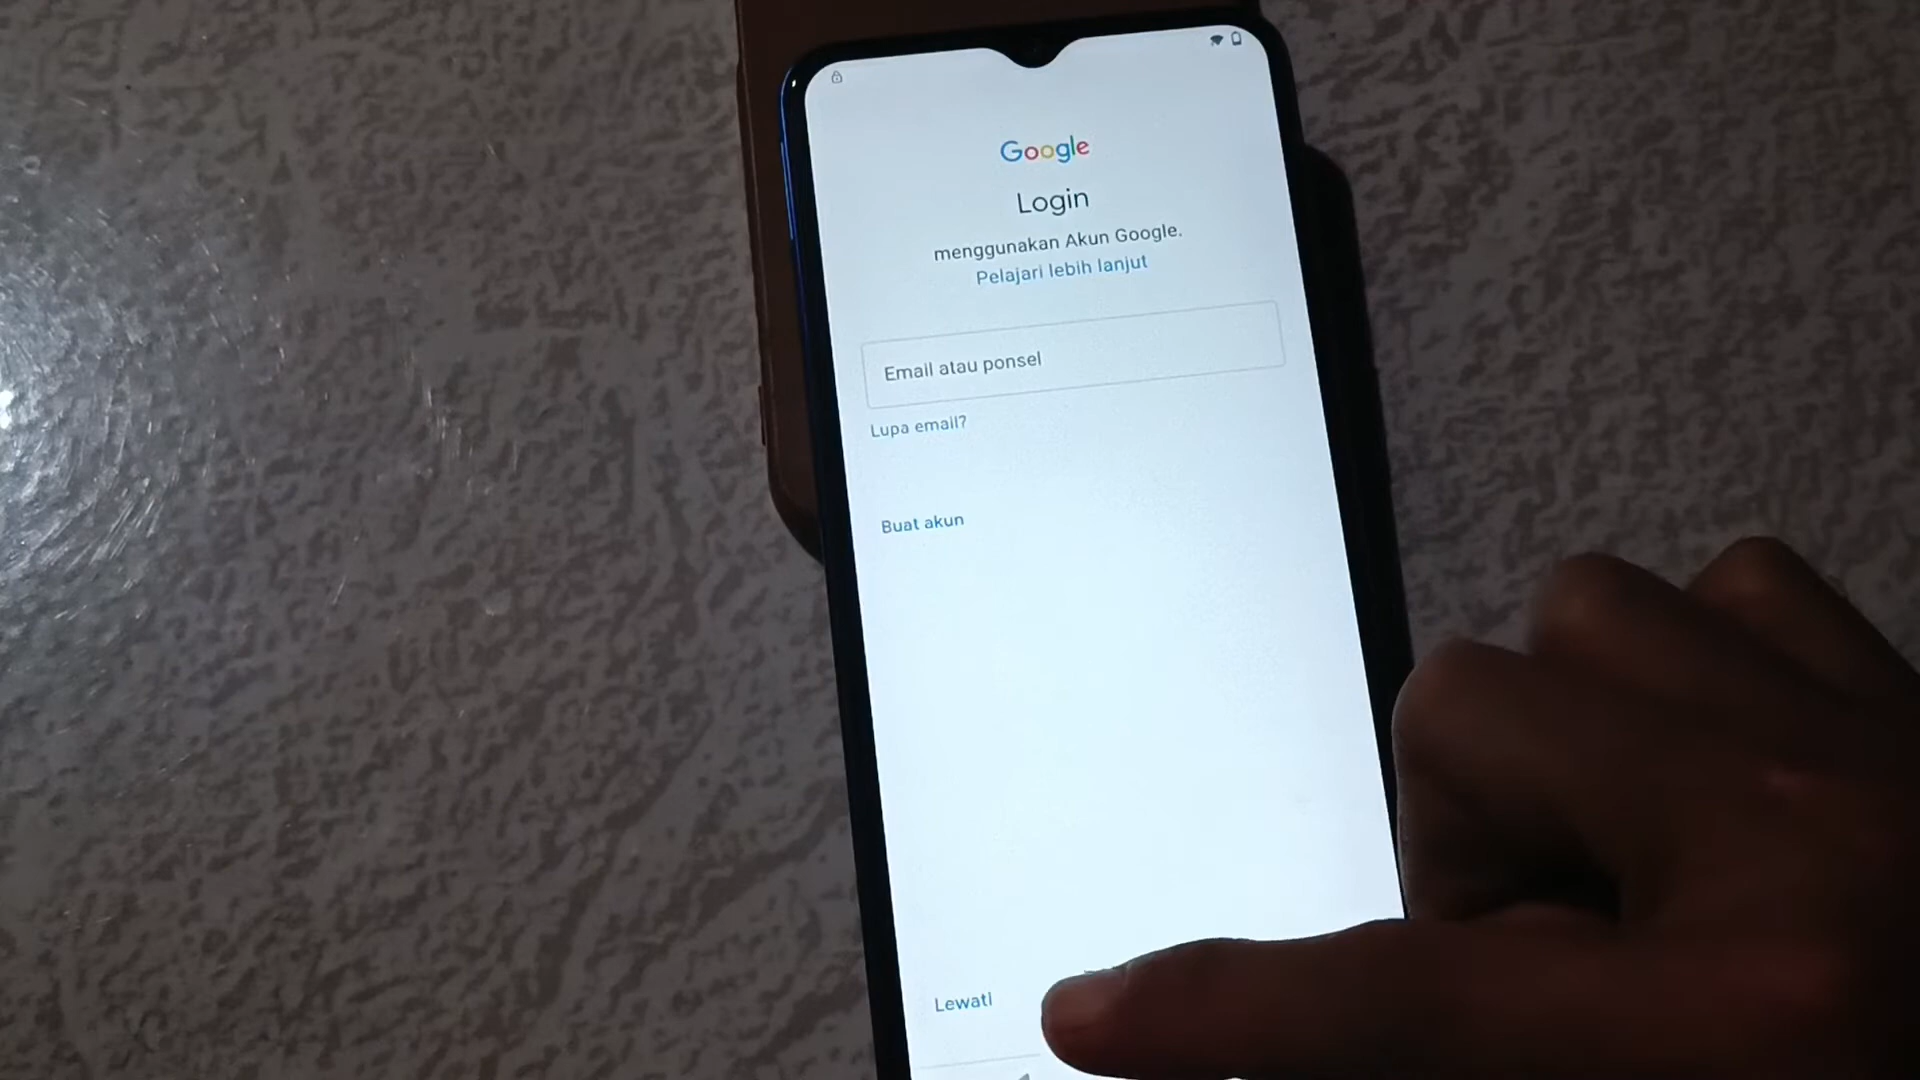 Google
Login
menggunakan Akun Google.
Pelajari lebih lanjut
Email atau ponsel
Lupa email?
Buat akun
Lewati